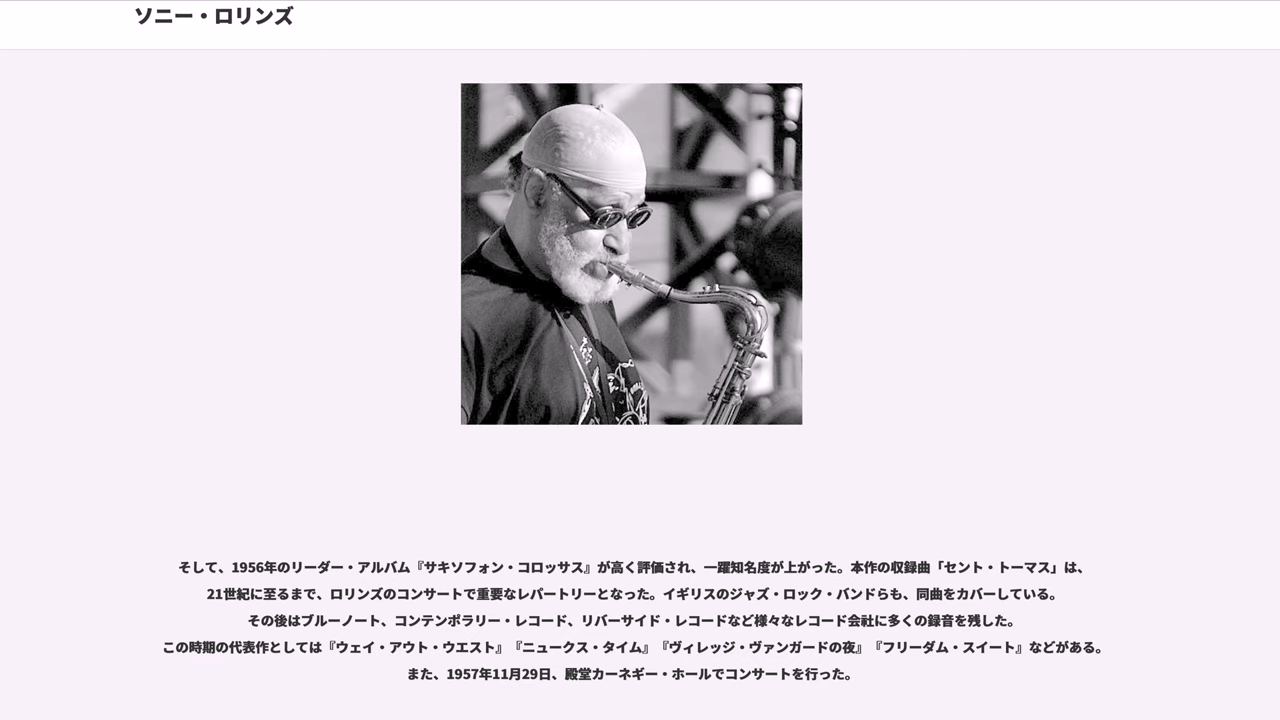 ソニー・ロリンズ
そして、1956年のリーダー・アルバム『サキソフォン・コロッサス』が高く評価され、一躍知名度が上がった。本作の収録曲「セント・トーマス」は、
21世紀に至るまで、ロリンズのコンサートで重要なレパートリーとなった。イギリスのジャズ・ロック・バンドらも、同曲をカバーしている。
その後はブルーノート、コンテンポラリー・レコード、リバーサイド・レコードなど様々なレコード会社に多くの録音を残した。
この時期の代表作としては『ウェイ・アウト・ウエスト』『ニュークス・タイム』『ヴィレッジ・ヴァンガードの夜』『フリーダム・スイート』などがある。
また、1957年11月29日、殿堂カーネギー・ホールでコンサートを行った。